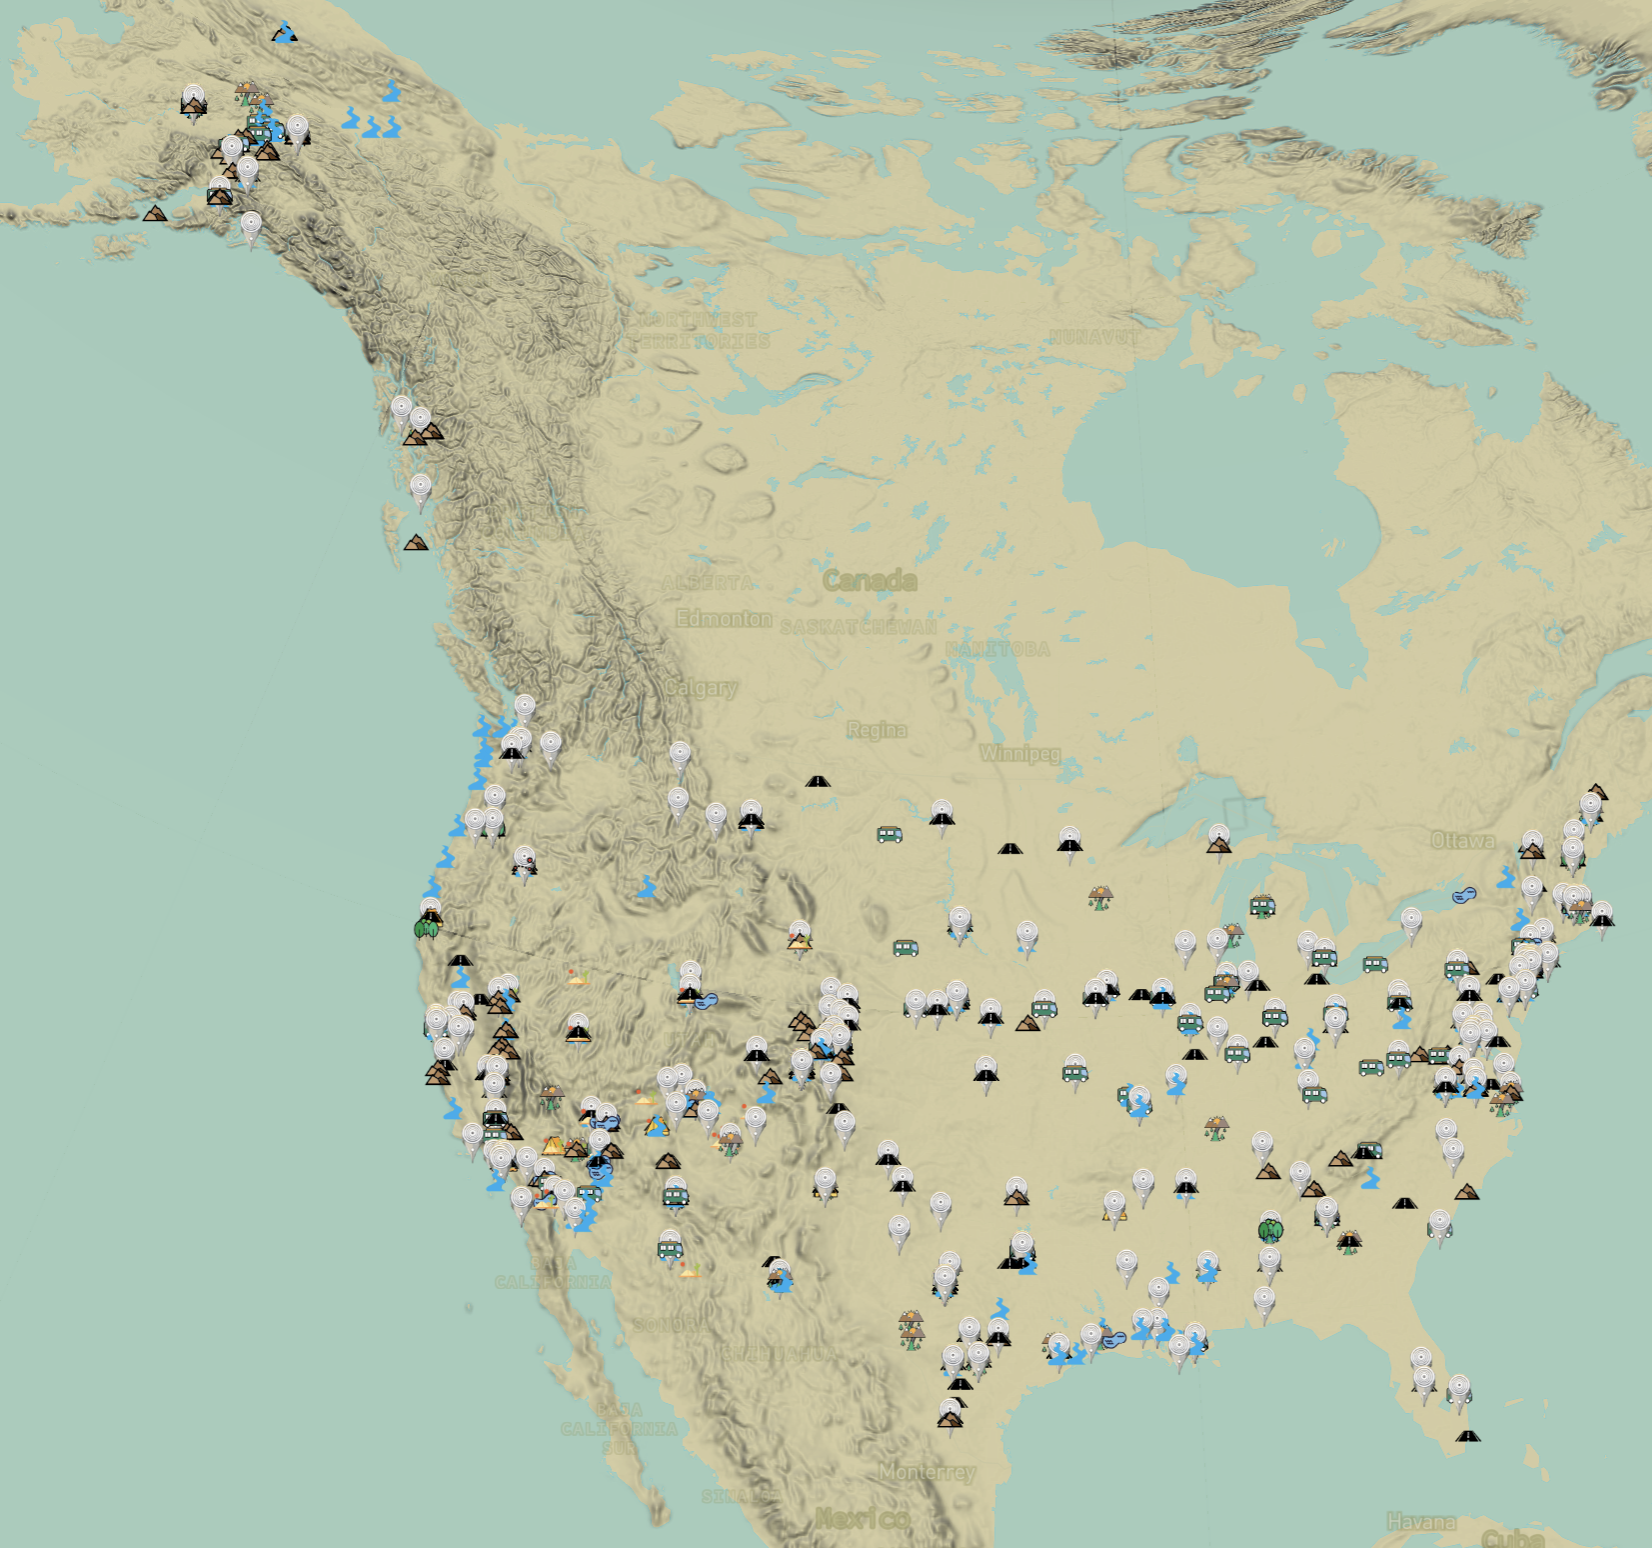 NORTHWEST
TERRITORIES
NUNAVUT
Canada
ALBERTA
Edmonton
SASKATCHEWAN
MANITOBA
Calgary
Regina
Winnipeg
Ottawa
BAJA
CALIFORNIA
SONORA
CHIHUAHUA
BAJA
CALIFORNIA
SUR
Monterrey
SINALOA
Mexico
Havana
Cuba